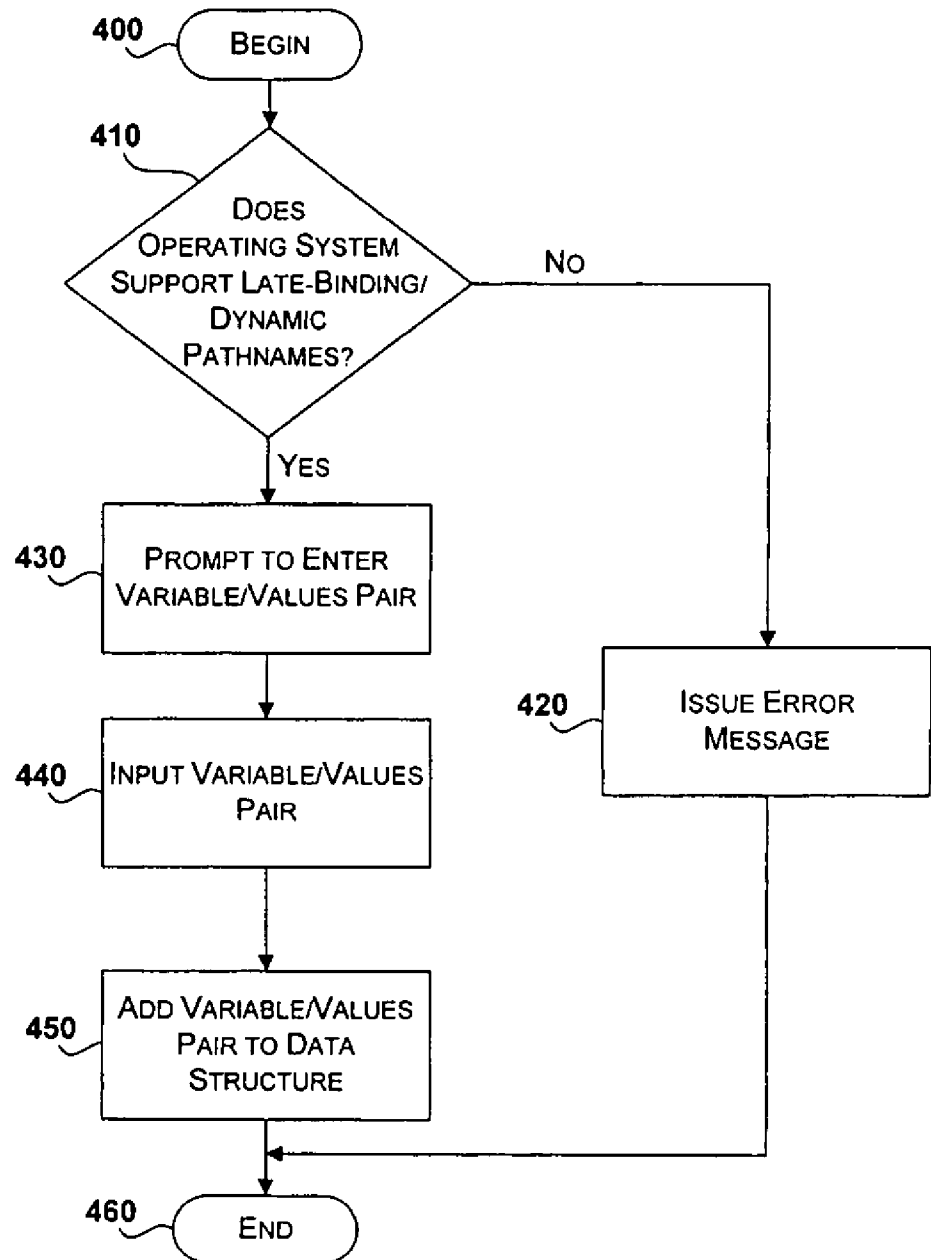 400
BEGIN
410
DOES
OPERATING SYSTEM
SUPPORT LATE-BINDING/
DYNAMIC
PATHNAMES?
NO
YES
430
PROMPT TO ENTER
VARIABLE/VALUES PAIR
420
ISSUE ERROR
MESSAGE
440
INPUT VARIABLE/VALUES
PAIR
450
ADD VARIABLE/VALUES
PAIR TO DATA
STRUCTURE
460
END